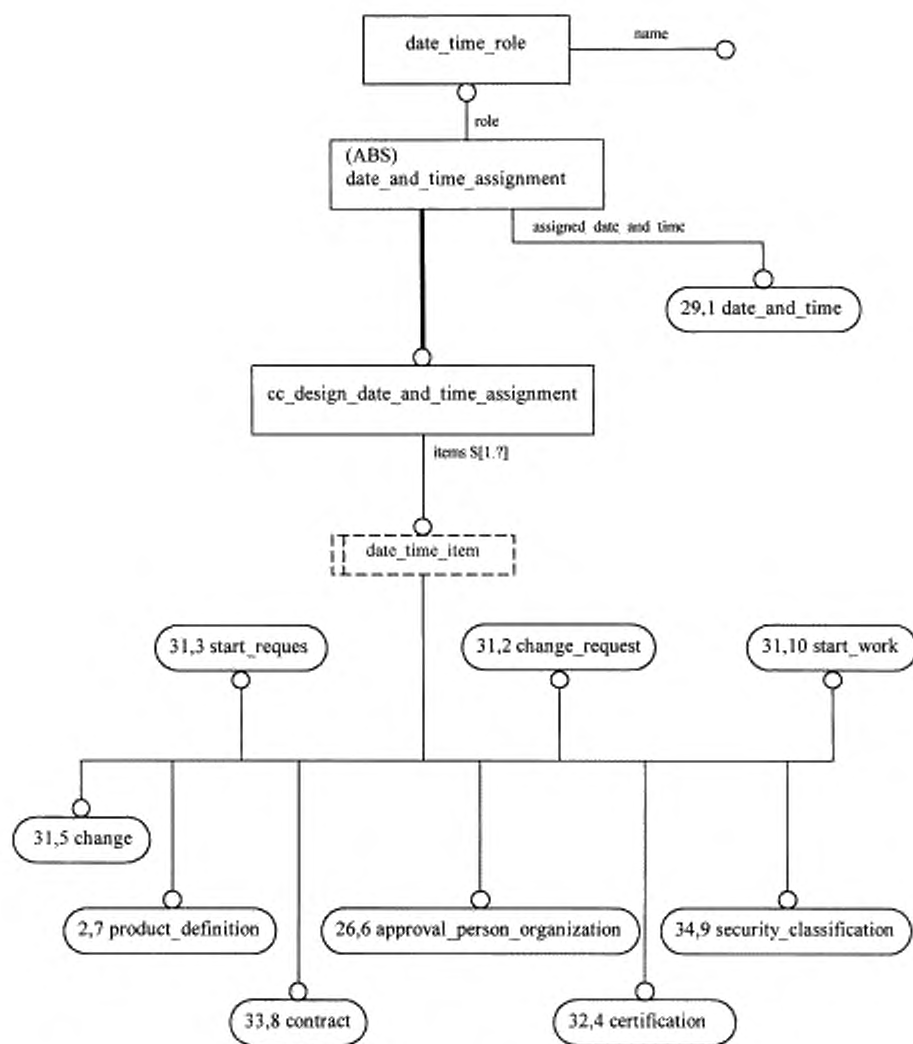 date_time_role
name
role
(ABS)
date_and_time_assignment
assigned date and time
29,1 date_and_time
cc_design_date_and_time_assignment
items S[1.?]
date_time_item
31,3 start_reques
31,2 change_request
31,10 start_work
31,5 change
2,7 product_definition
26,6 approval_person_organization
34,9 security_classification
33,8 contract
32,4 certification